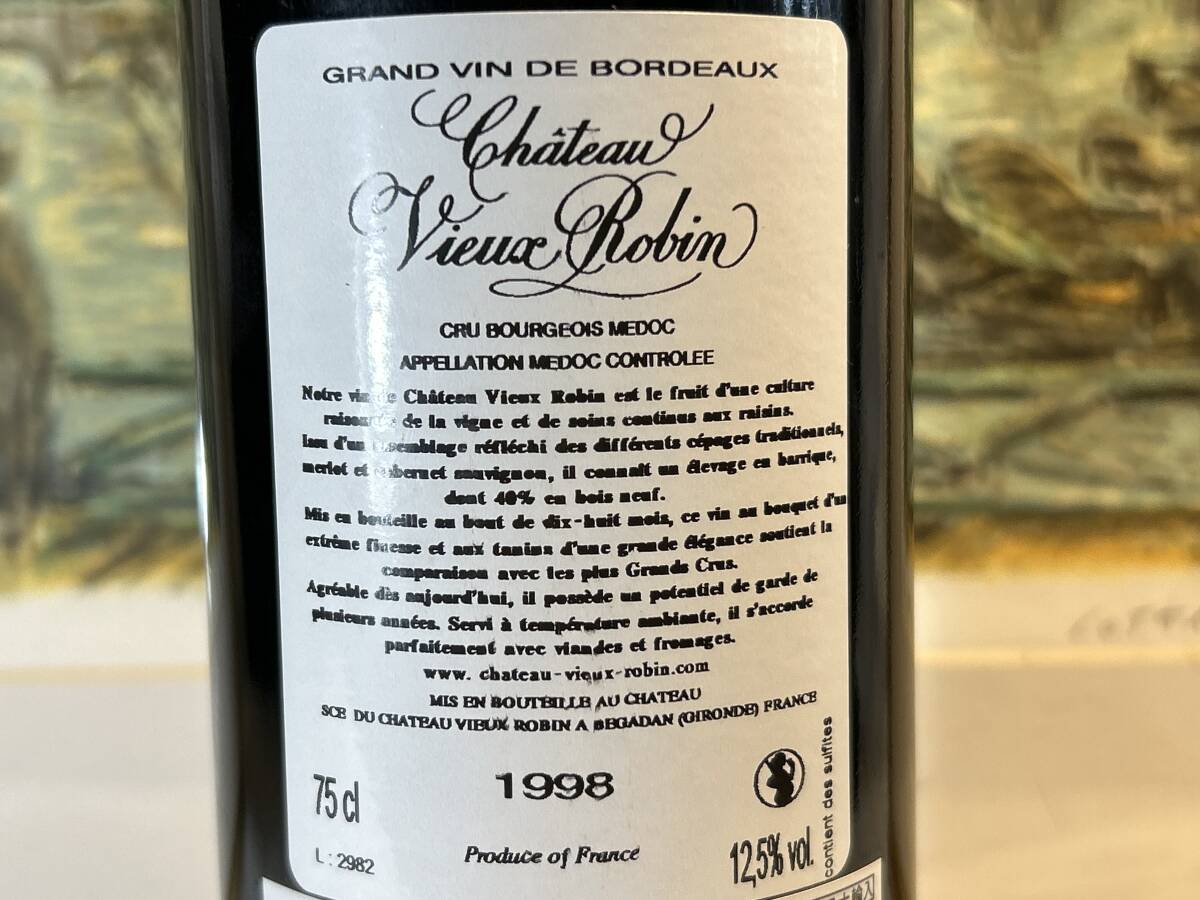 GRAND VIN DE BORDEAUX
Château
Vieux Robin
CRU BOURGEOIS MEDOC
APPELLATION MEDOC CONTROLEE
Notre vin de Château Vieux Robin est le fruit d'une culture
raisonnée de la vigne et de soins continus aux raisins.
Issu d'un assemblage réfléchi des différents cépages traditionnels,
merlot et cabernet sauvignon, il connaît un élevage en barrique,
dont 40% en bois neuf.
Mis en bouteille au bout de dix-huit mois, ce vin au bouquet d'un
extrême finesse et aux tanins d'une grande élégance soutient la
comparaison avec les plus Grands Crus.
Agréable dès aujourd'hui, il possède un potentiel de garde de
plusieurs années. Servi à température ambiante, il s'accorde
parfaitement avec viandes et fromages.
www. chateau-vieux-robin.com
MIS EN BOUTEILLE AU CHATEAU
SCE DU CHATEAU VIEUX ROBIN A BEGADAN (GIRONDE) FRANCE
75 cl
1998
contient des sulfites
L : 2982
Produce of France
12,5% vol.
輸入